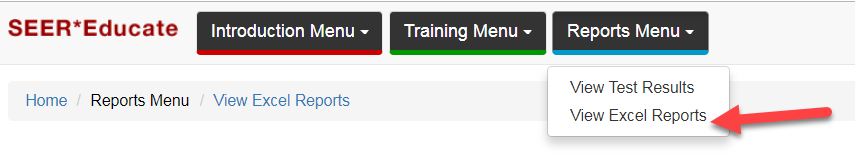 SEER*Educate Introduction Menu Training Menu Reports Menu
View Test Results
View Excel Reports
Home / Reports Menu / View Excel Reports